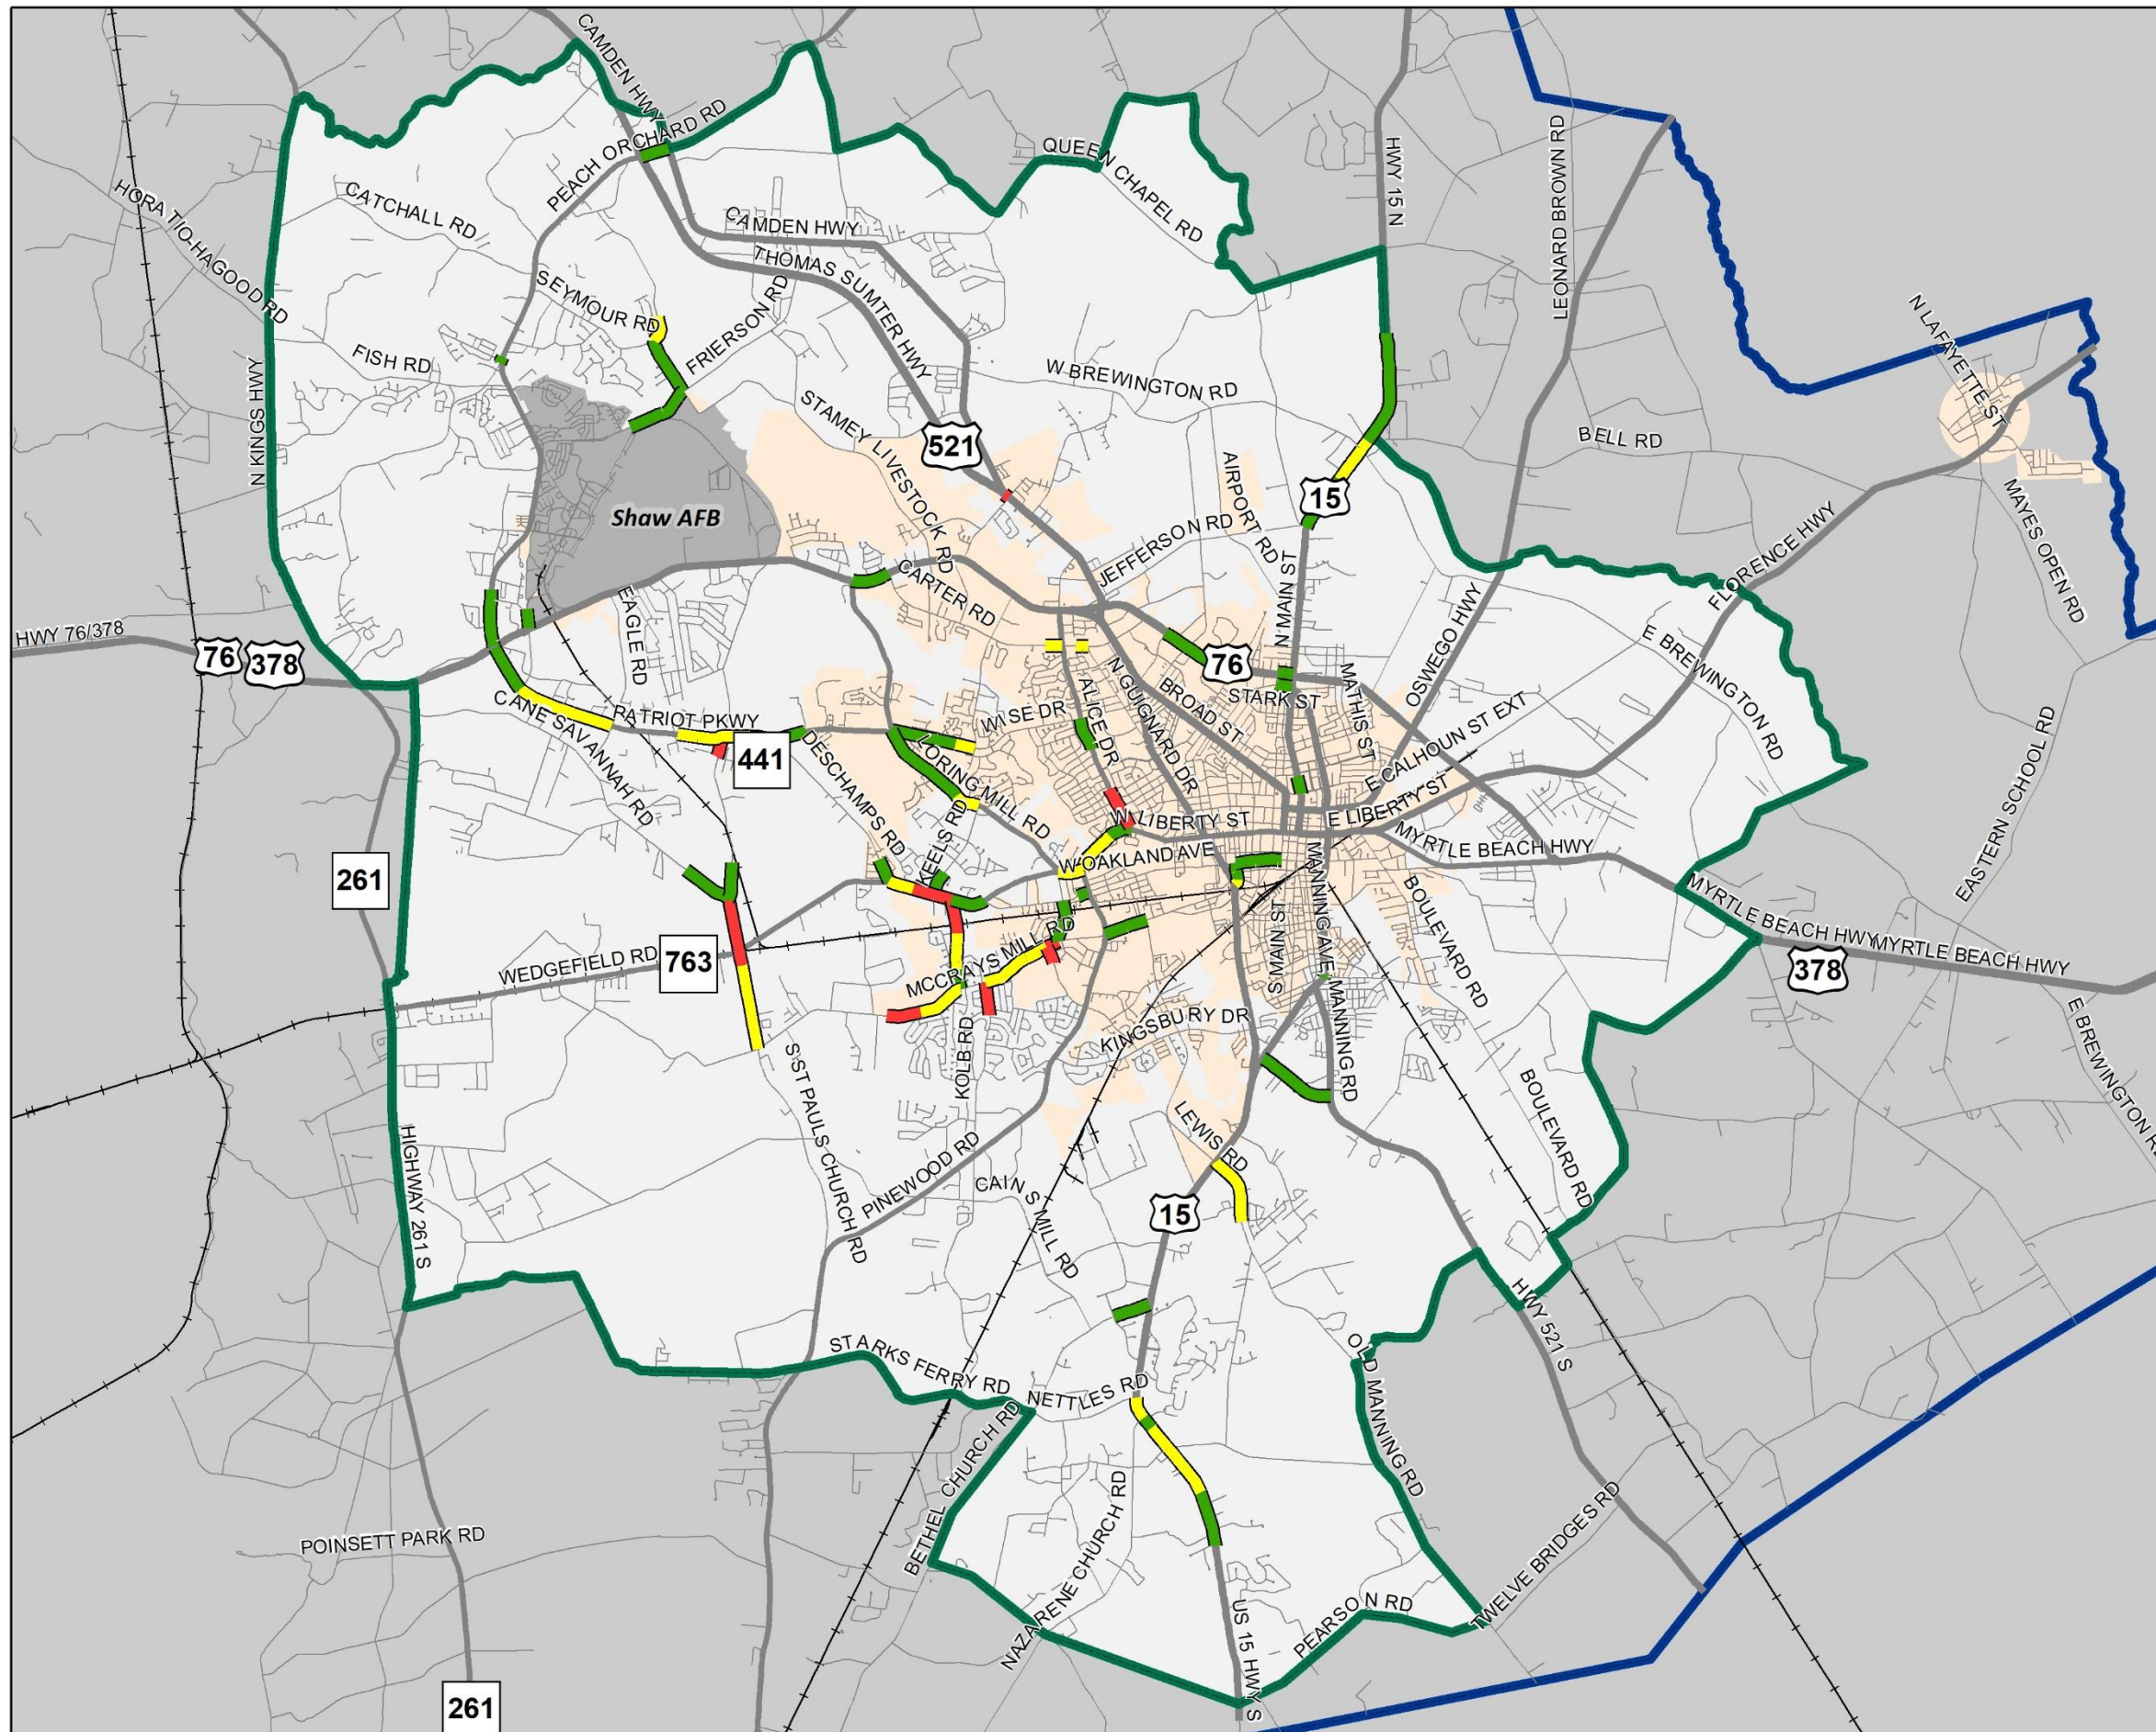 CAMDEN HWY
PEACH ORCHARD RD
QUEEN CHAPEL RD
HWY 15 N
LEONARD BROWN RD
HORATIO-HAGOOD RD
CATCHALL RD
CAMDEN HWY
THOMAS SUMTER HWY
SEYMOUR RD
FRIERSON RD
N LAFAYETTE ST
FISH RD
N KINGS HWY
W BREWINGTON RD
STAMEY LIVESTOCK RD
521
BELL RD
AIRPORT RD
15
Shaw AFB
MAYES OPEN RD
JEFFERSON RD
FLORENCE HWY
N MAIN ST
CARTER RD
EAGLE RD
OSWEGO HWY
E BREWINGTON RD
HWY 76/378
76
378
76
N GUIGNARD DR
ALICE DR
BROAD ST
STARK ST
MATHIS ST
CANE SAVANNAH RD
PATRIOT PKWY
WISE DR
441
DESCHAMPS RD
LORING MILL RD
E CALHOUN ST EXT
EASTERN SCHOOL RD
KEELS RD
W LIBERTY ST
E LIBERTY ST
MYRTLE BEACH HWY
W OAKLAND AVE
261
MANNING AVE
BOULEVARD RD
MYRTLE BEACH HWY
MYRTLE BEACH HWY
378
WEDGEFIELD RD
763
MCCRAYS MILL RD
S MAIN ST
MANNING RD
E BREWINGTON RD
KINGSBURY DR
KOLB RD
S ST PAULS CHURCH RD
BOULEVARD RD
HIGHWAY 261 S
LEWIS RD
PINEWOOD RD
CAIN S MILL RD
15
HWY 521 S
STARKS FERRY RD
NETTLES RD
OLD MANNING RD
BETHEL CHURCH RD
NAZARENE CHURCH RD
TWELVE BRIDGES RD
POINSETT PARK RD
PEARSON RD
US 15 HWY S
261